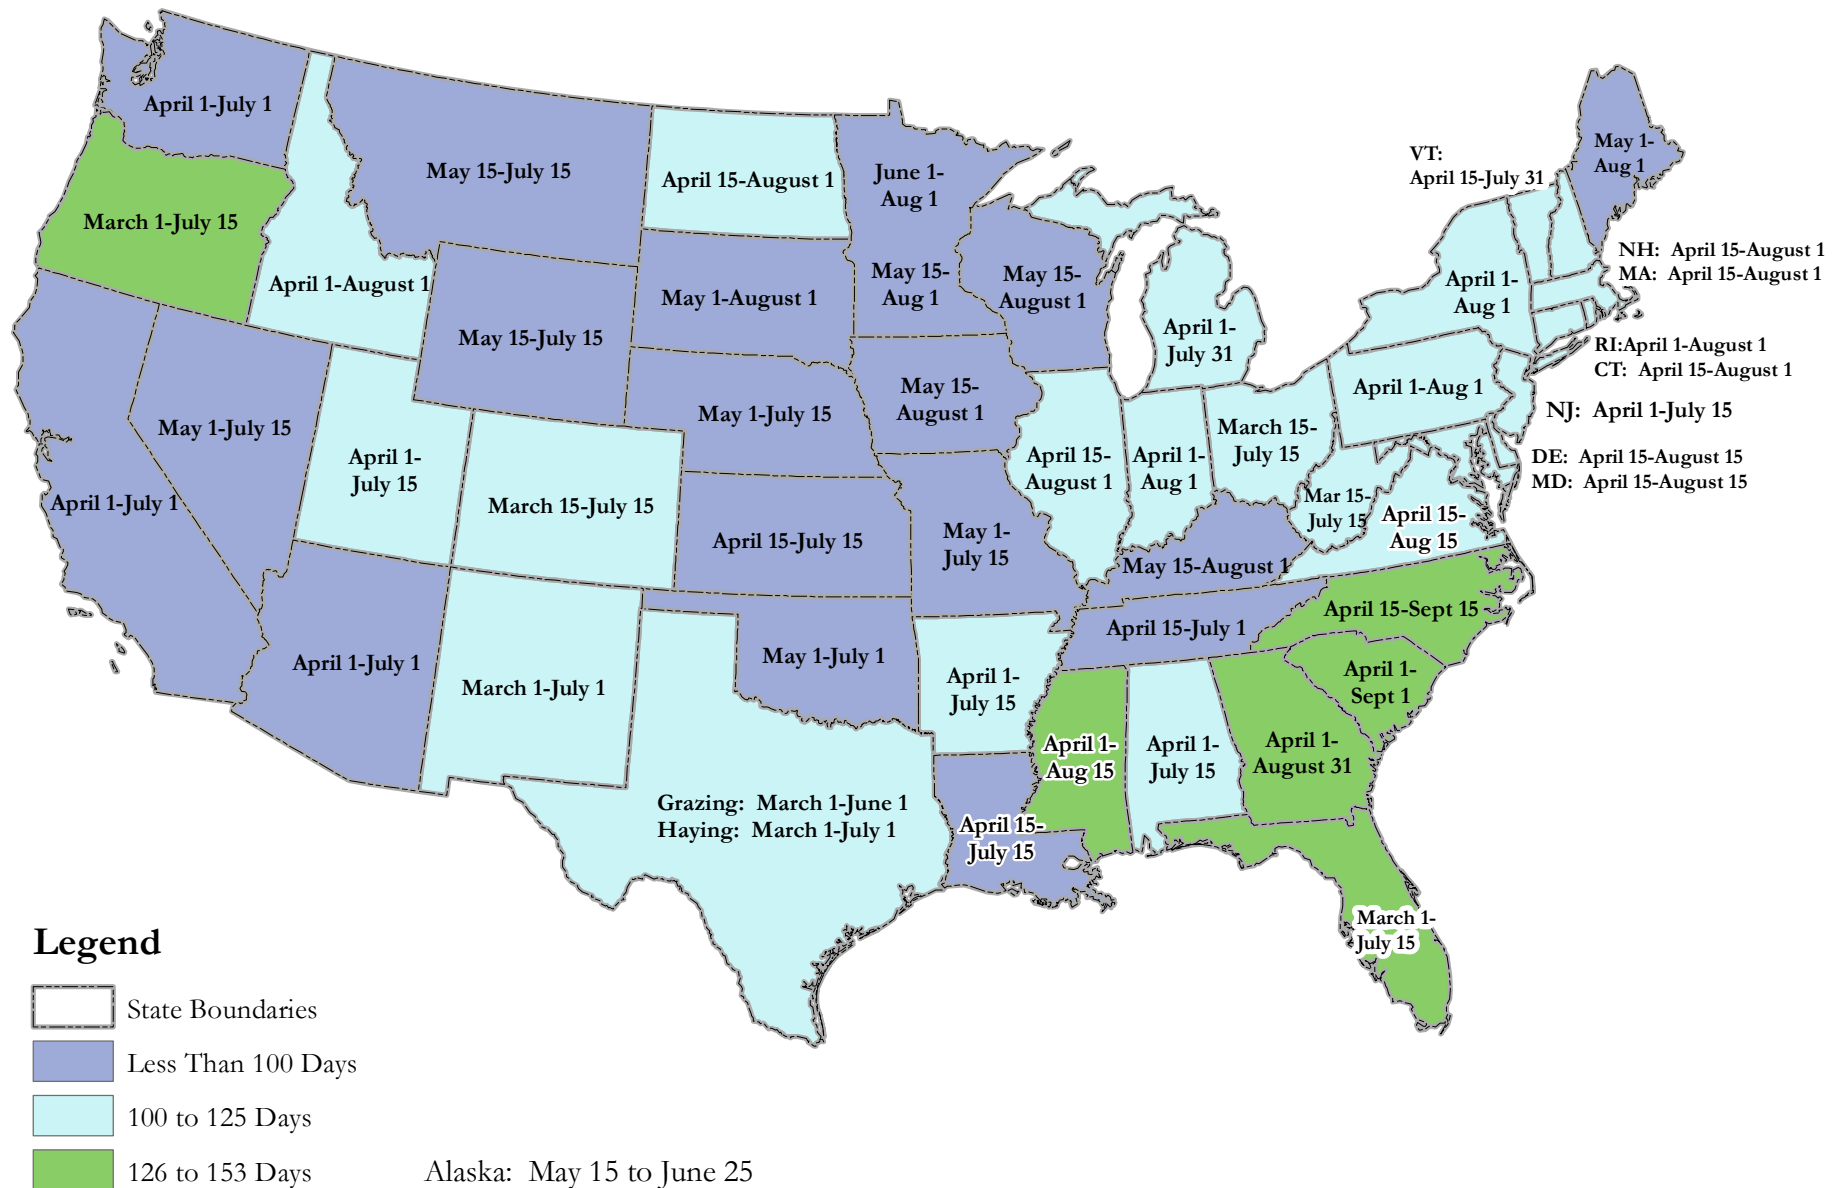 April 1-July 1
March 1-July 15
May 15-July 15
April 15-August 1
June 1-
Aug 1
May 15-
Aug 1
May 15-
August 1
VT:
April 15-July 31
May 1-
Aug 1
NH: April 15-August 1
MA: April 15-August 1
April 1-August 1
May 15-July 15
May 1-August 1
April 1-
Aug 1
April 1-
July 31
RI:April 1-August 1
CT: April 15-August 1
May 1-July 15
April 1-
July 15
May 1-July 15
May 15-
August 1
April 1-Aug 1
NJ: April 1-July 15
April 15-
August 1
April 1-
Aug 1
March 15-
July 15
DE: April 15-August 15
MD: April 15-August 15
April 1-July 1
March 15-July 15
April 15-July 15
May 1-
July 15
Mar 15-
July 15
April 15-
Aug 15
May 15-August 1
April 15-Sept 15
April 15-July 1
April 1-July 1
March 1-July 1
May 1-July 1
April 1-
July 15
April 1-
Sept 1
April 1-
Aug 15
April 1-
July 15
April 1-
August 31
Grazing: March 1-June 1
Haying: March 1-July 1
April 15-
July 15
March 1-
July 15
Legend
State Boundaries
Less Than 100 Days
100 to 125 Days
126 to 153 Days
Alaska: May 15 to June 25